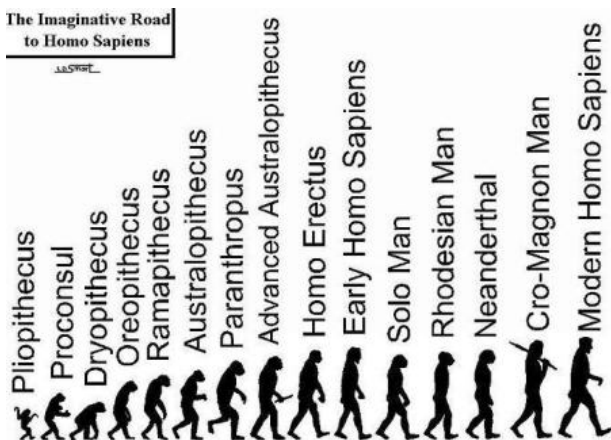 The Imaginative Road
to Homo Sapiens
Pliopithecus
Proconsul
Dryopithecus
Oreopithecus
Ramapithecus
Australopithecus
Paranthropus
Advanced Australopithecus
Homo Erectus
Early Homo Sapiens
Solo Man
Rhodesian Man
Neanderthal
Cro-Magnon Man
Modern Homo Sapiens